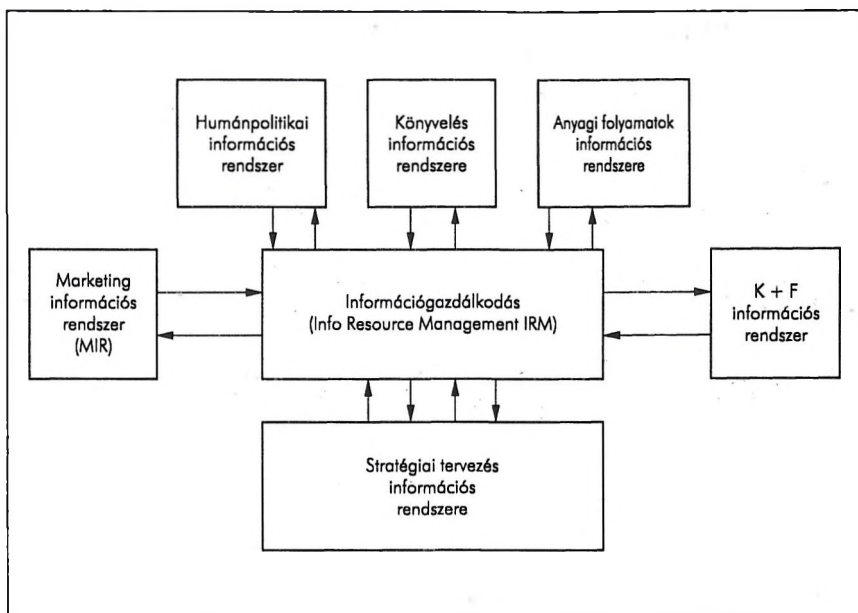 Humánpolitikai
információs
rendszer
Könyvelés
információs
rendszere
Anyagi folyamatok
információs
rendszere
Marketing
információs
rendszer
(MIR)
Információgazdálkodás
(Info Resource Management IRM)
K + F
információs
rendszer
Stratégiai tervezés
információs
rendszere